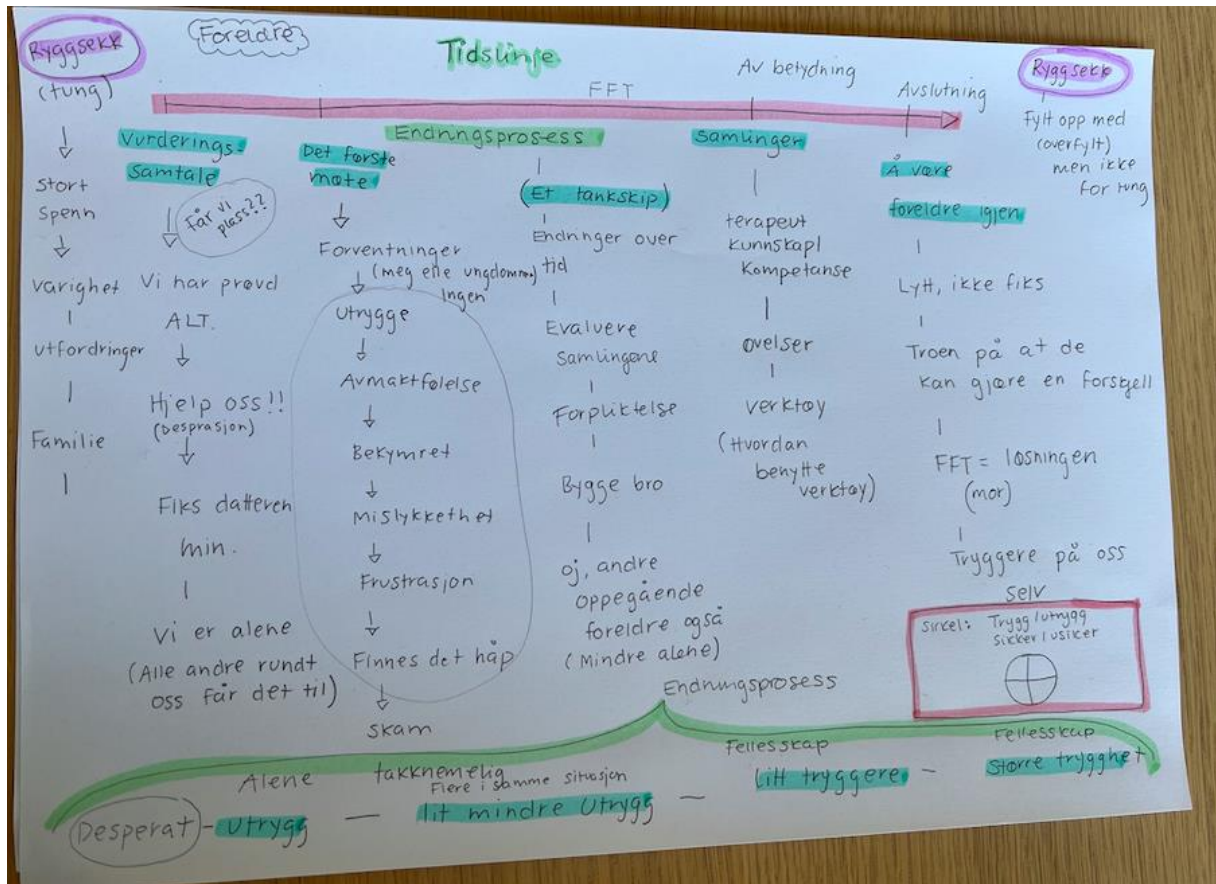 Ryggsekk
(tung)
Stort
Spenn
varighet
utfordringer
Familie
Foreldre
Tidslinje
FFT
Av betydning
Avslutning
Vurderings-
Samtale
Får vi
plass??
Vi har prøvd
ALT.
Hjelp oss!!
(Desprasjon)
Fiks datteren
min.
Vi er alene
(Alle andre rundt
oss får det til)
Det første
møte
Forventninger
(meg elle ungdommen)
Ingen
Utrygge
Avmaktfølelse
Bekymret
Mislykkethet
Frustrasjon
Finnes det håp
Skam
Endringsprosess
(Et tankskip)
Endringer over
tid
Evaluere
Samlingene
Forpliktelse
Bygge bro
oj, andre
oppegående
foreldre også
(Mindre alene)
Samlinger
terapeut
kunnskap/
Kompetanse
øvelser
verktøy
(Hvordan
benytte
verktøy)
Å være
foreldre igjen
Lytt, ikke fiks
Troen på at de
kan gjøre en forskjell
FFT = løsningen
(mor)
Tryggere på oss
selv
Sirkel: Trygg/utrygg
Sikker/usikker
Ryggsekk
Fylt opp med
(overfylt)
men ikke
for tung
Endringsprosess
Alene
takknemelig
Flere i samme situasjon
Fellesskap
Fellesskap
Desperat - Utrygg — lit mindre Utrygg — litt tryggere — Større trygghet